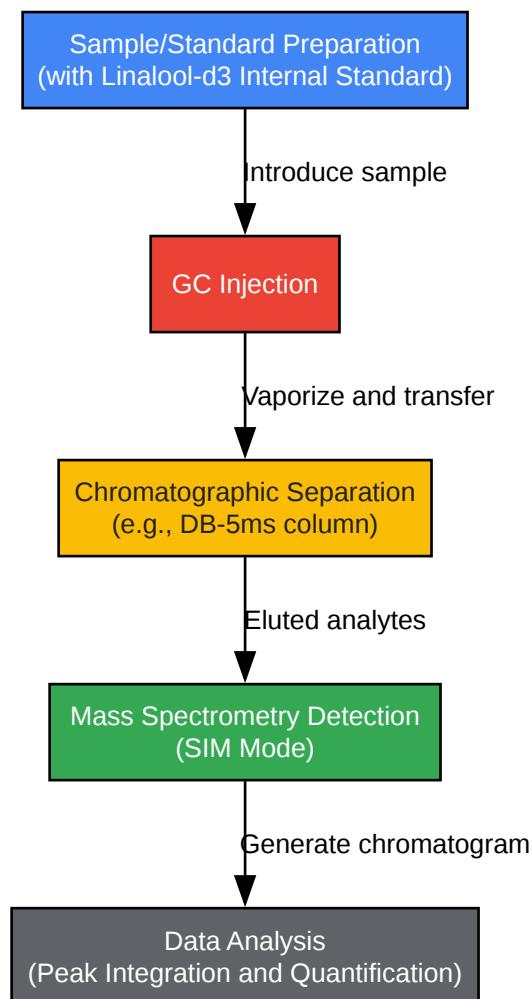 Sample/Standard Preparation
(with Linalool-d3 Internal Standard)
Introduce sample
GC Injection
Vaporize and transfer
Chromatographic Separation
(e.g., DB-5ms column)
Eluted analytes
Mass Spectrometry Detection
(SIM Mode)
Generate chromatogram
Data Analysis
(Peak Integration and Quantification)